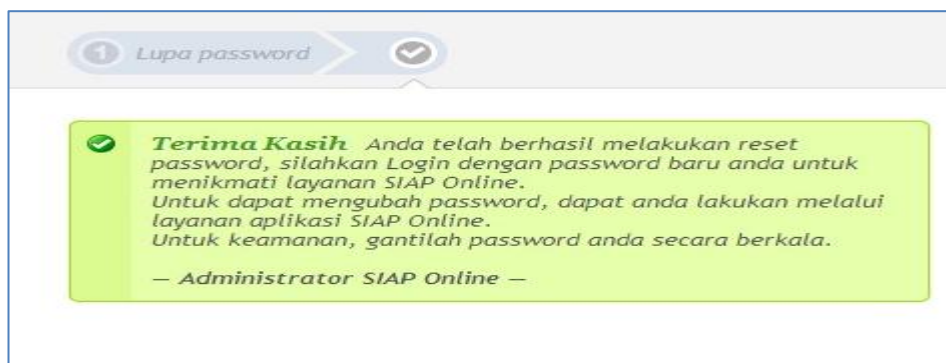 1 Lupa password
Terima Kasih Anda telah berhasil melakukan reset
password, silahkan Login dengan password baru anda untuk
menikmati layanan SIAP Online.
Untuk dapat mengubah password, dapat anda lakukan melalui
layanan aplikasi SIAP Online.
Untuk keamanan, gantilah password anda secara berkala.
— Administrator SIAP Online —